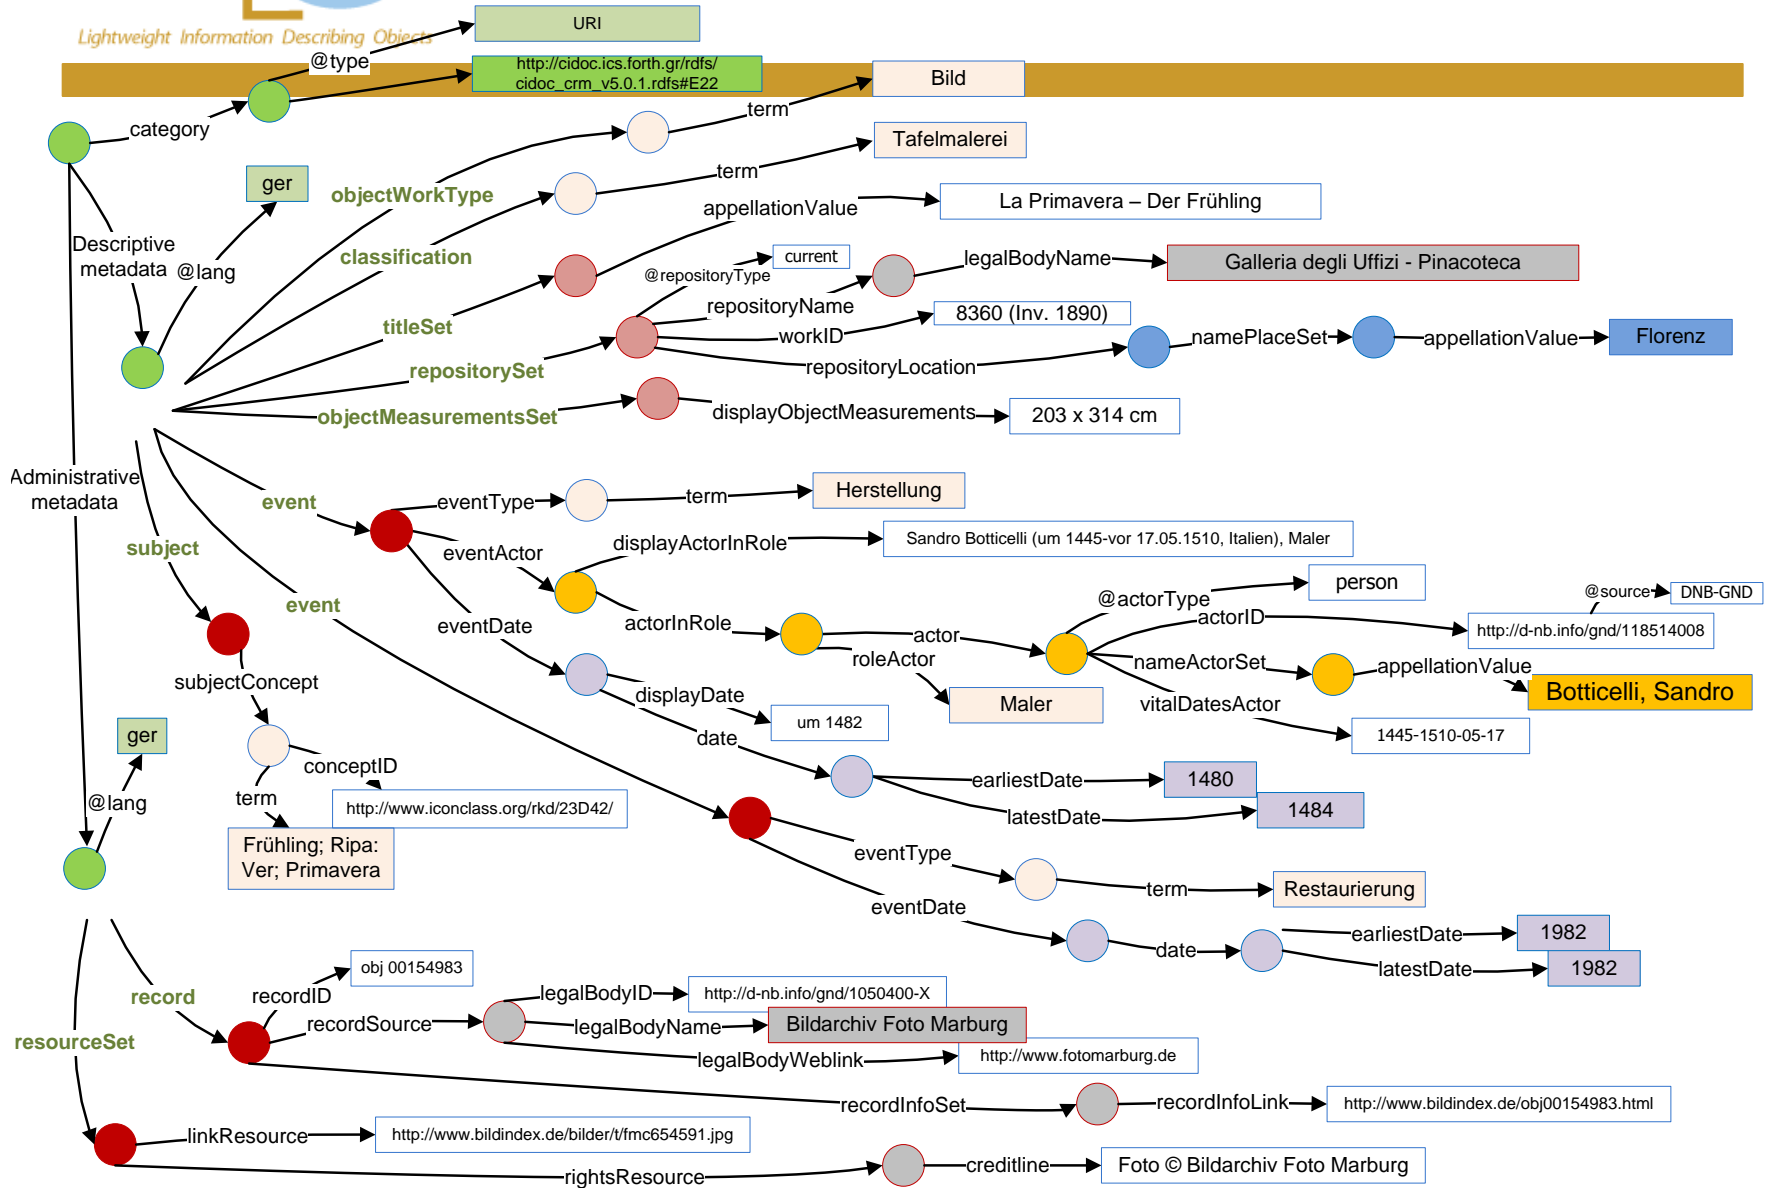 Lightweight Information Describing Objects
URI
@type
http://cidoc.ics.forth.gr/rdfs/
cidoc_crm_v5.0.1.rdfs#E22
Bild
category
term
Tafelmalerei
ger
objectWorkType
term
appellationValue
La Primavera – Der Frühling
Descriptive
metadata
@lang
classification
@repositoryType
current
legalBodyName
Galleria degli Uffizi - Pinacoteca
titleSet
repositoryName
workID
8360 (Inv. 1890)
namePlaceSet
appellationValue
Florenz
repositorySet
repositoryLocation
objectMeasurementsSet
displayObjectMeasurements
203 x 314 cm
Administrative
metadata
event
eventType
term
Herstellung
subject
eventActor
displayActorInRole
Sandro Botticelli (um 1445-vor 17.05.1510, Italien), Maler
event
eventDate
actorInRole
actor
roleActor
@actorType
person
@source
DNB-GND
actorID
http://d-nb.info/gnd/118514008
nameActorSet
appellationValue
Botticelli, Sandro
subjectConcept
displayDate
um 1482
Maler
vitalDatesActor
1445-1510-05-17
ger
date
conceptID
earliestDate
1480
@lang
term
http://www.iconclass.org/rkd/23D42/
latestDate
1484
Frühling; Ripa:
Ver; Primavera
eventType
term
Restaurierung
eventDate
date
earliestDate
1982
latestDate
1982
record
recordID
obj 00154983
legalBodyID
http://d-nb.info/gnd/1050400-X
recordSource
legalBodyName
Bildarchiv Foto Marburg
resourceSet
legalBodyWeblink
http://www.fotomarburg.de
recordInfoSet
recordInfoLink
http://www.bildindex.de/obj00154983.html
linkResource
http://www.bildindex.de/bilder/t/fmc654591.jpg
rightsResource
creditline
Foto © Bildarchiv Foto Marburg